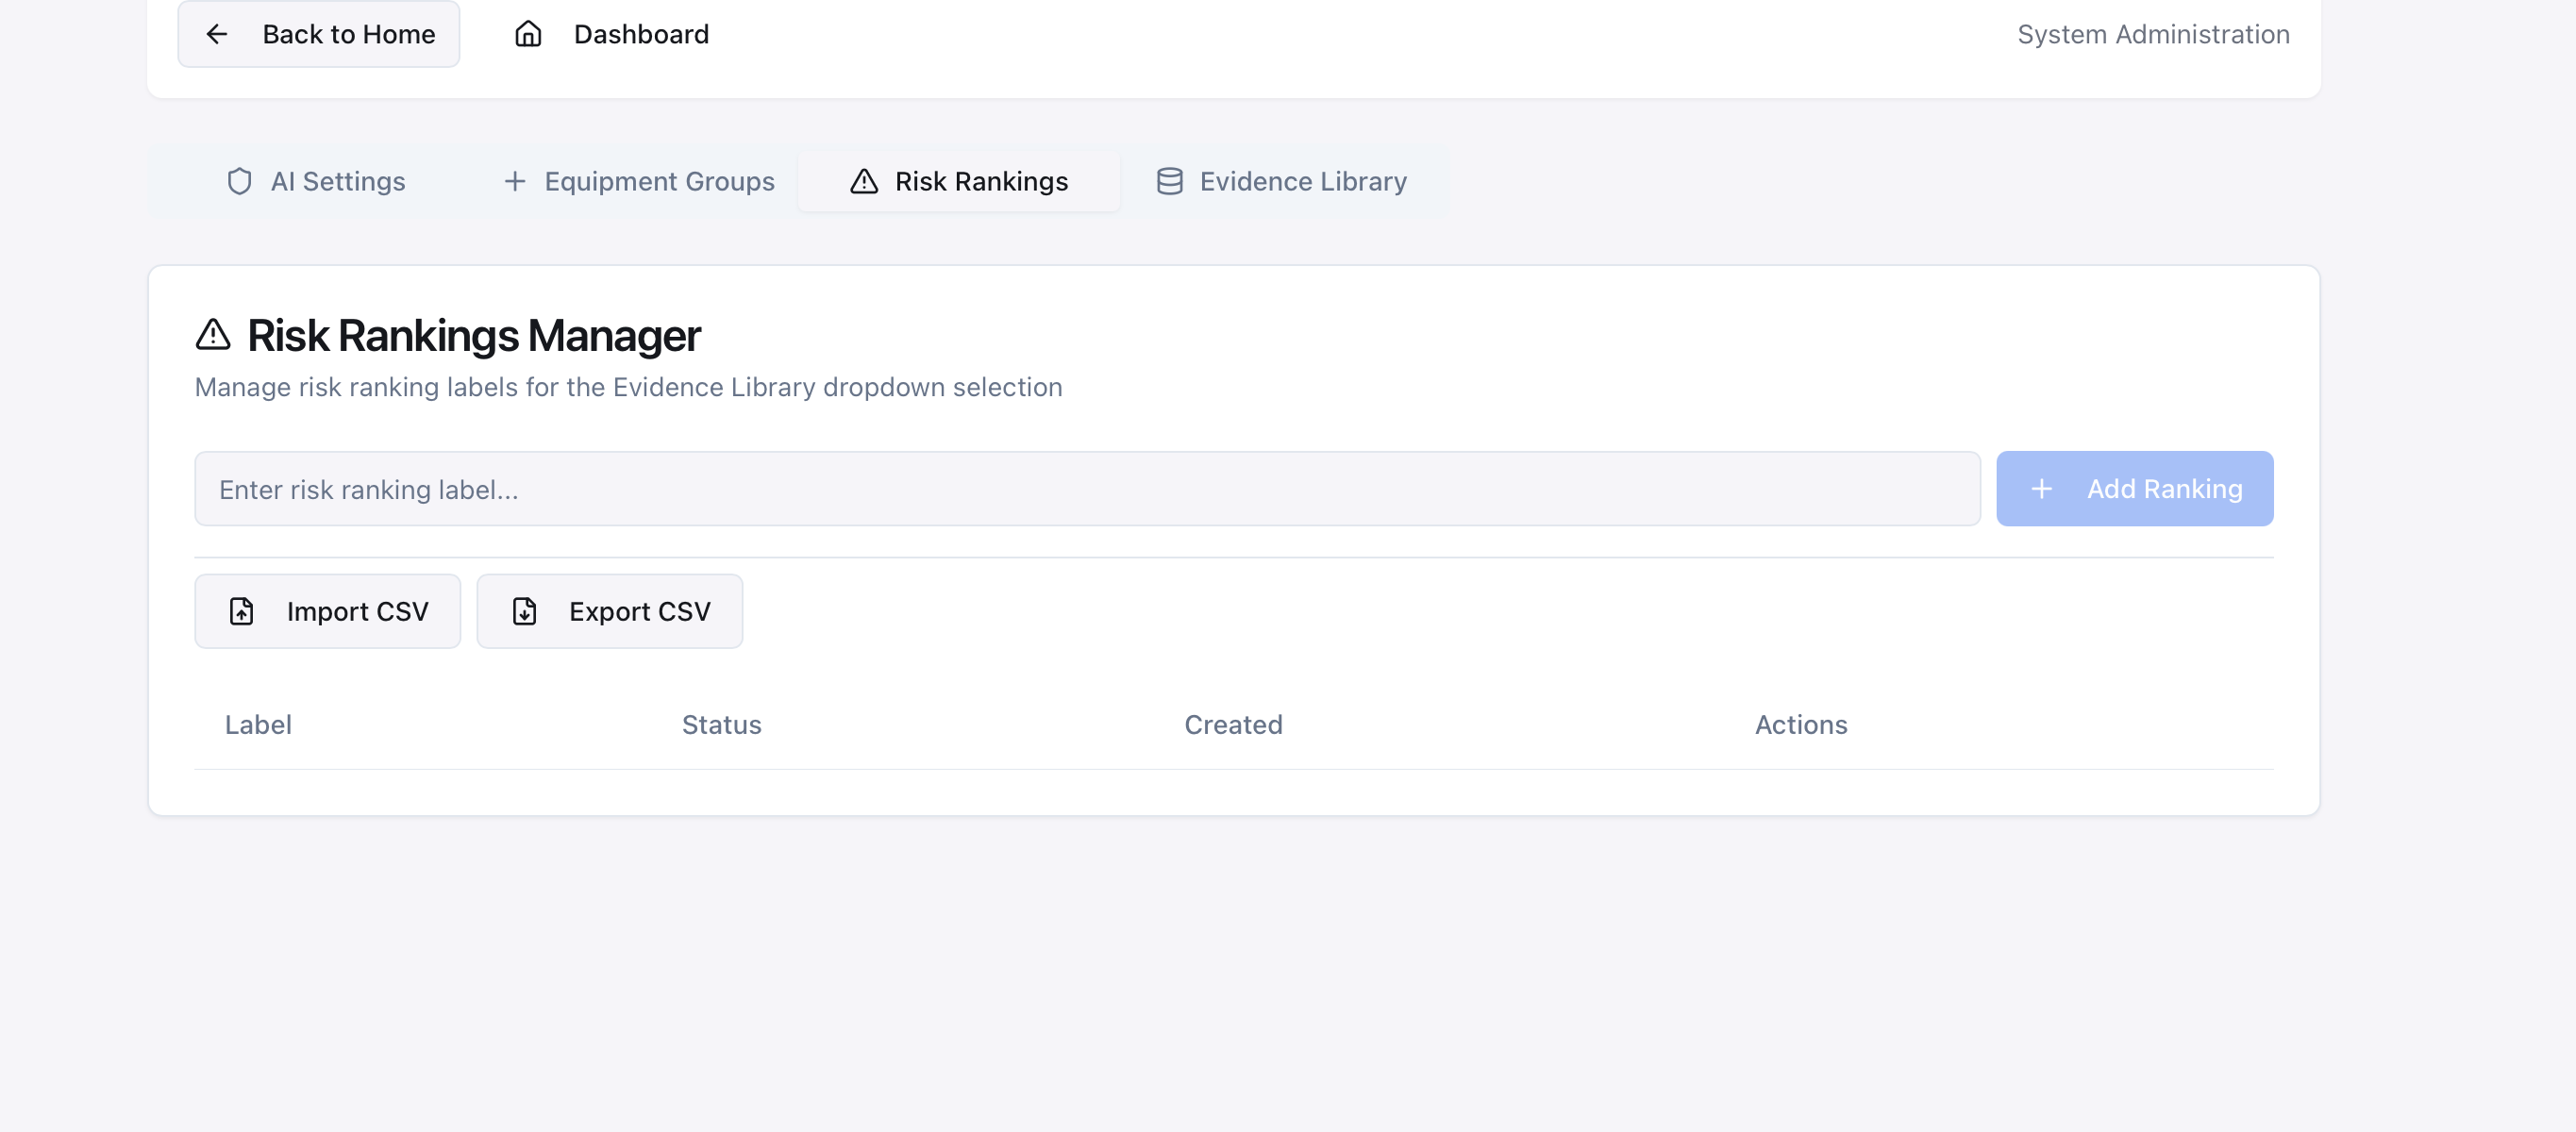 Back to Home Dashboard System Administration
AI Settings Equipment Groups Risk Rankings Evidence Library
Risk Rankings Manager
Manage risk ranking labels for the Evidence Library dropdown selection
Enter risk ranking label... Add Ranking
Import CSV Export CSV
Label Status Created Actions